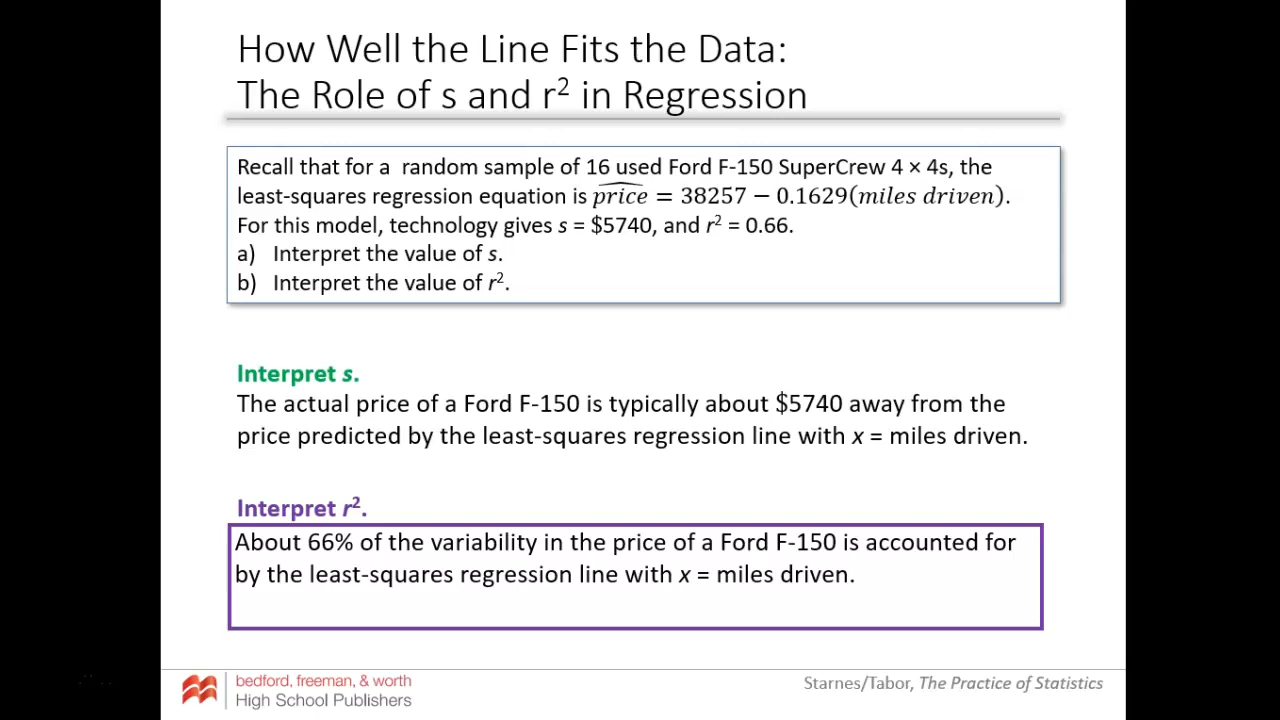 How Well the Line Fits the Data:
The Role of s and r² in Regression
Recall that for a random sample of 16 used Ford F-150 SuperCrew 4 × 4s, the
least-squares regression equation is p̂rice = 38257 − 0.1629(miles driven).
For this model, technology gives s = $5740, and r² = 0.66.
a) Interpret the value of s.
b) Interpret the value of r².
Interpret s.
The actual price of a Ford F-150 is typically about $5740 away from the
price predicted by the least-squares regression line with x = miles driven.
Interpret r².
About 66% of the variability in the price of a Ford F-150 is accounted for
by the least-squares regression line with x = miles driven.
bedford, freeman, & worth
High School Publishers
Starnes/Tabor, The Practice of Statistics